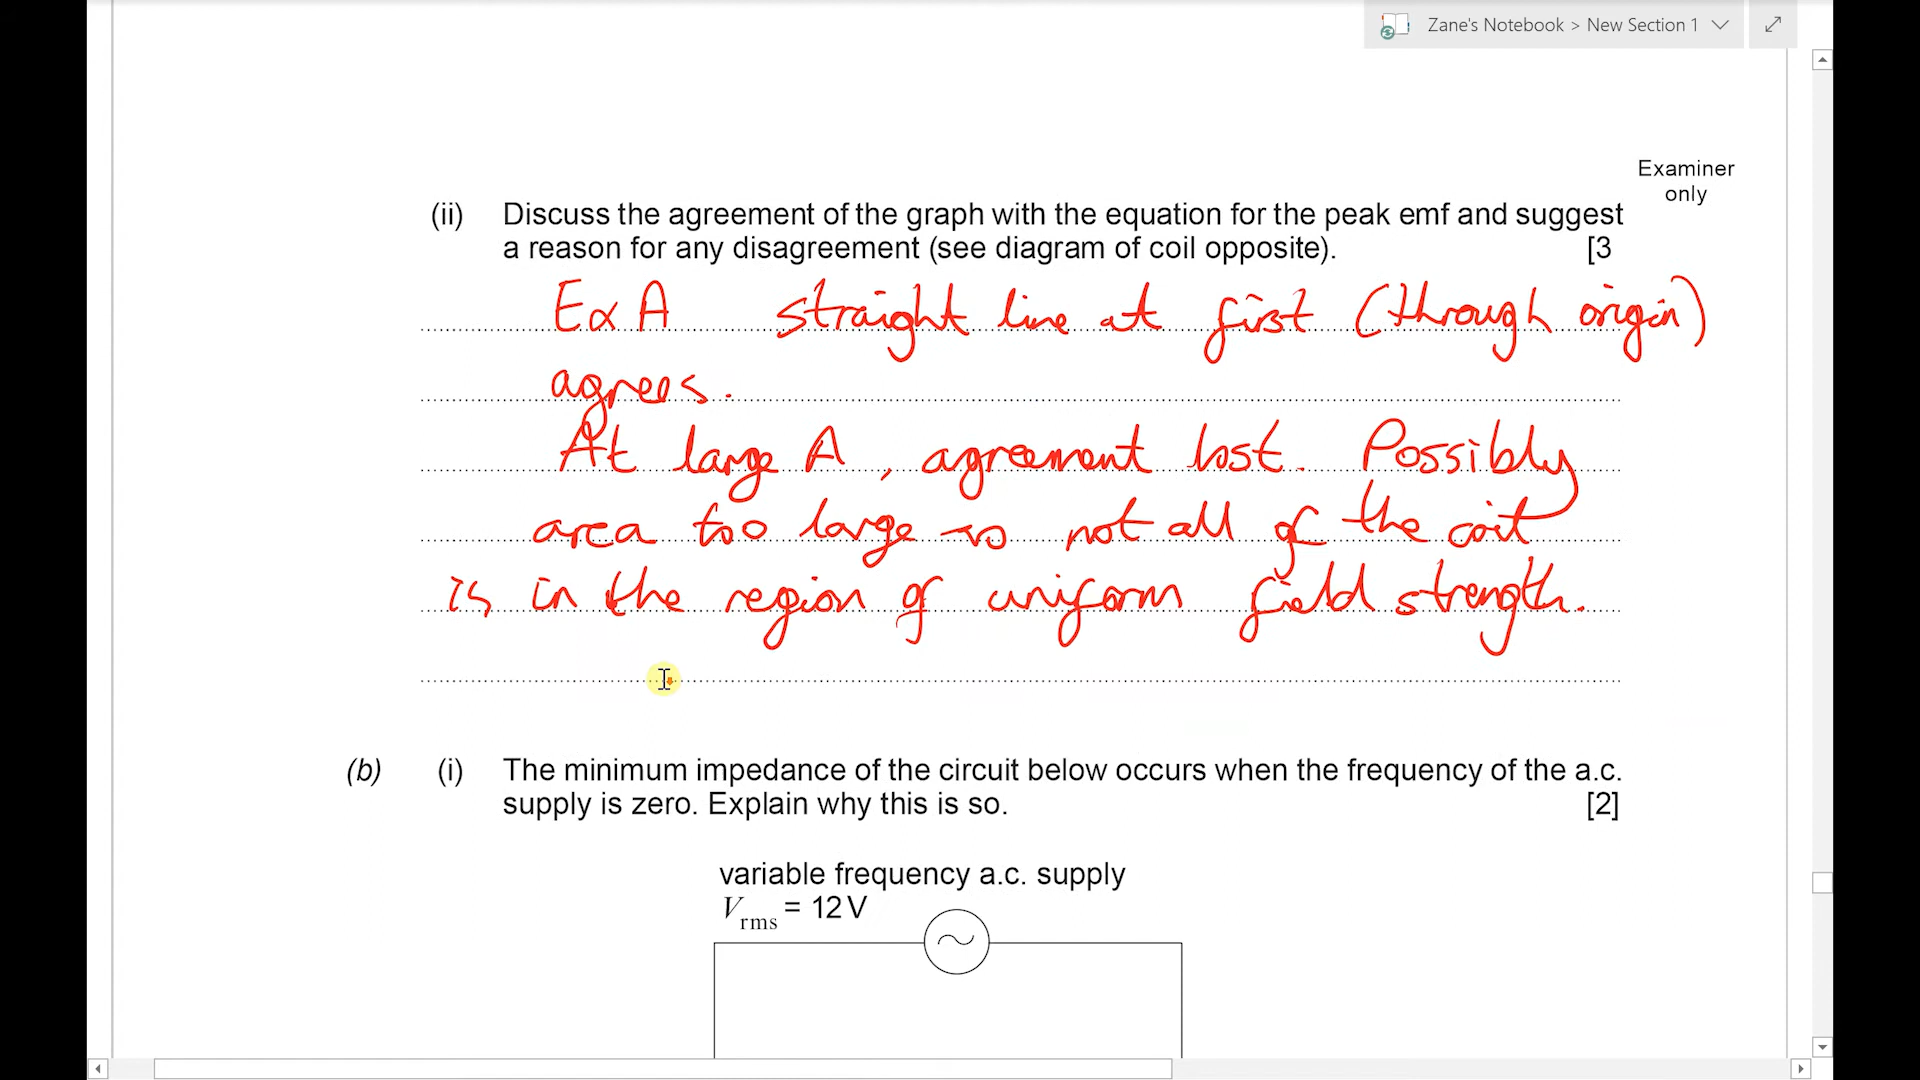 Zane's Notebook > New Section 1
Examiner
only
(ii) Discuss the agreement of the graph with the equation for the peak emf and suggest
a reason for any disagreement (see diagram of coil opposite). [3
E α A straight line at first (through origin)
agrees.
At large A, agreement lost. Possibly
area too large so not all of the coil
is in the region of uniform field strength.
(b) (i) The minimum impedance of the circuit below occurs when the frequency of the a.c.
supply is zero. Explain why this is so. [2]
variable frequency a.c. supply
Vrms = 12 V